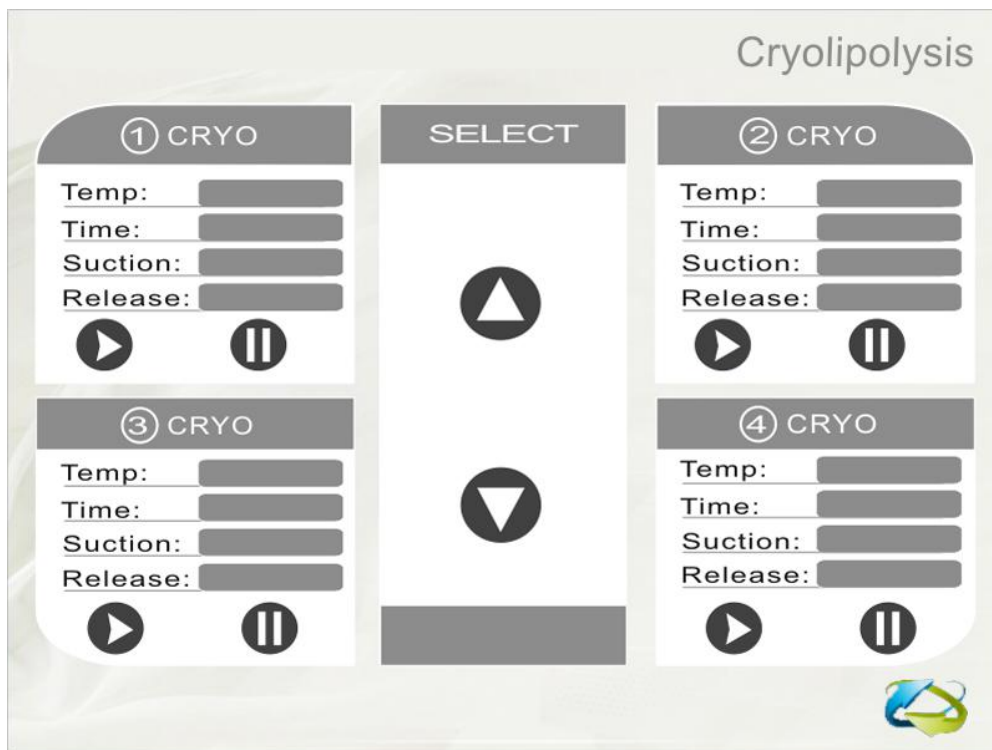 Cryolipolysis
① CRYO
Temp:
Time:
Suction:
Release:
SELECT
② CRYO
Temp:
Time:
Suction:
Release:
③ CRYO
Temp:
Time:
Suction:
Release:
④ CRYO
Temp:
Time:
Suction:
Release: